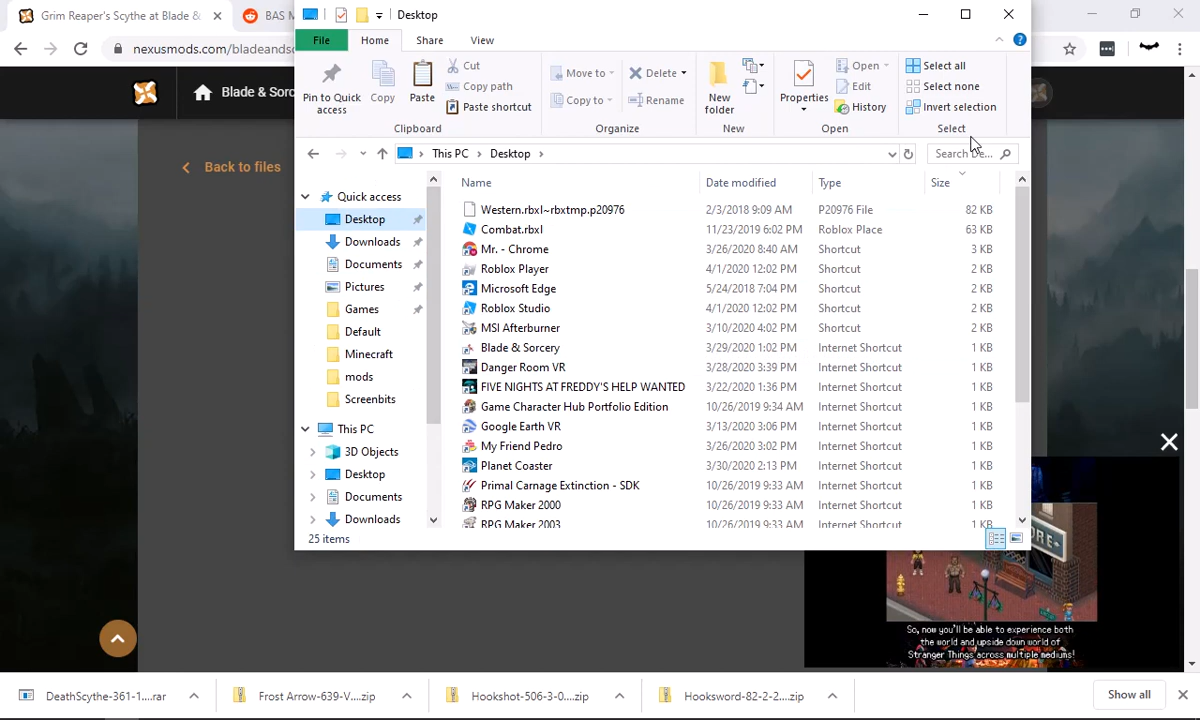 Grim Reaper's Scythe at Blade &
BAS M
Desktop
nexusmods.com/bladeands
File
Home
Share
View
Pin to Quick access
Copy
Paste
Cut
Copy path
Paste shortcut
Clipboard
Move to
Copy to
Delete
Rename
Organize
New folder
New
Properties
Open
Edit
History
Open
Select all
Select none
Invert selection
Select
Blade & Sorc
This PC
Desktop
Search De...
Back to files
Quick access
Desktop
Downloads
Documents
Pictures
Games
Default
Minecraft
mods
Screenbits
This PC
3D Objects
Desktop
Documents
Downloads
Name Date modified Type Size
Western.rbxl~rbxtmp.p20976 2/3/2018 9:09 AM P20976 File 82 KB
Combat.rbxl 11/23/2019 6:02 PM Roblox Place 63 KB
Mr. - Chrome 3/26/2020 8:40 AM Shortcut 3 KB
Roblox Player 4/1/2020 12:02 PM Shortcut 2 KB
Microsoft Edge 5/24/2018 7:04 PM Shortcut 2 KB
Roblox Studio 4/1/2020 12:02 PM Shortcut 2 KB
MSI Afterburner 3/10/2020 4:02 PM Shortcut 2 KB
Blade & Sorcery 3/29/2020 1:02 PM Internet Shortcut 1 KB
Danger Room VR 3/28/2020 3:39 PM Internet Shortcut 1 KB
FIVE NIGHTS AT FREDDY'S HELP WANTED 3/22/2020 1:36 PM Internet Shortcut 1 KB
Game Character Hub Portfolio Edition 10/26/2019 9:34 AM Internet Shortcut 1 KB
Google Earth VR 3/13/2020 3:06 PM Internet Shortcut 1 KB
My Friend Pedro 3/26/2020 3:02 PM Internet Shortcut 1 KB
Planet Coaster 3/30/2020 2:13 PM Internet Shortcut 1 KB
Primal Carnage Extinction - SDK 10/26/2019 9:33 AM Internet Shortcut 1 KB
RPG Maker 2000 10/26/2019 9:33 AM Internet Shortcut 1 KB
RPG Maker 2003 10/26/2019 9:33 AM Internet Shortcut 1 KB
25 items
ORE-
So, now you'll be able to experience both
the world and upside down world of
Stranger Things across multiple mediums!
DeathScythe-361-1....rar
Frost Arrow-639-V....zip
Hookshot-506-3-0....zip
Hooksword-82-2-2....zip
Show all